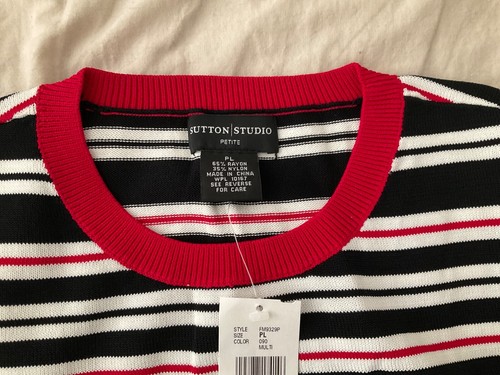 SUTTON|STUDIO
PETITE
PL
65% RAYON
35% NYLON
MADE IN CHINA
WPL 10167
SEE REVERSE
FOR CARE
STYLE FM9329P
SIZE PL
COLOR 090
MULTI